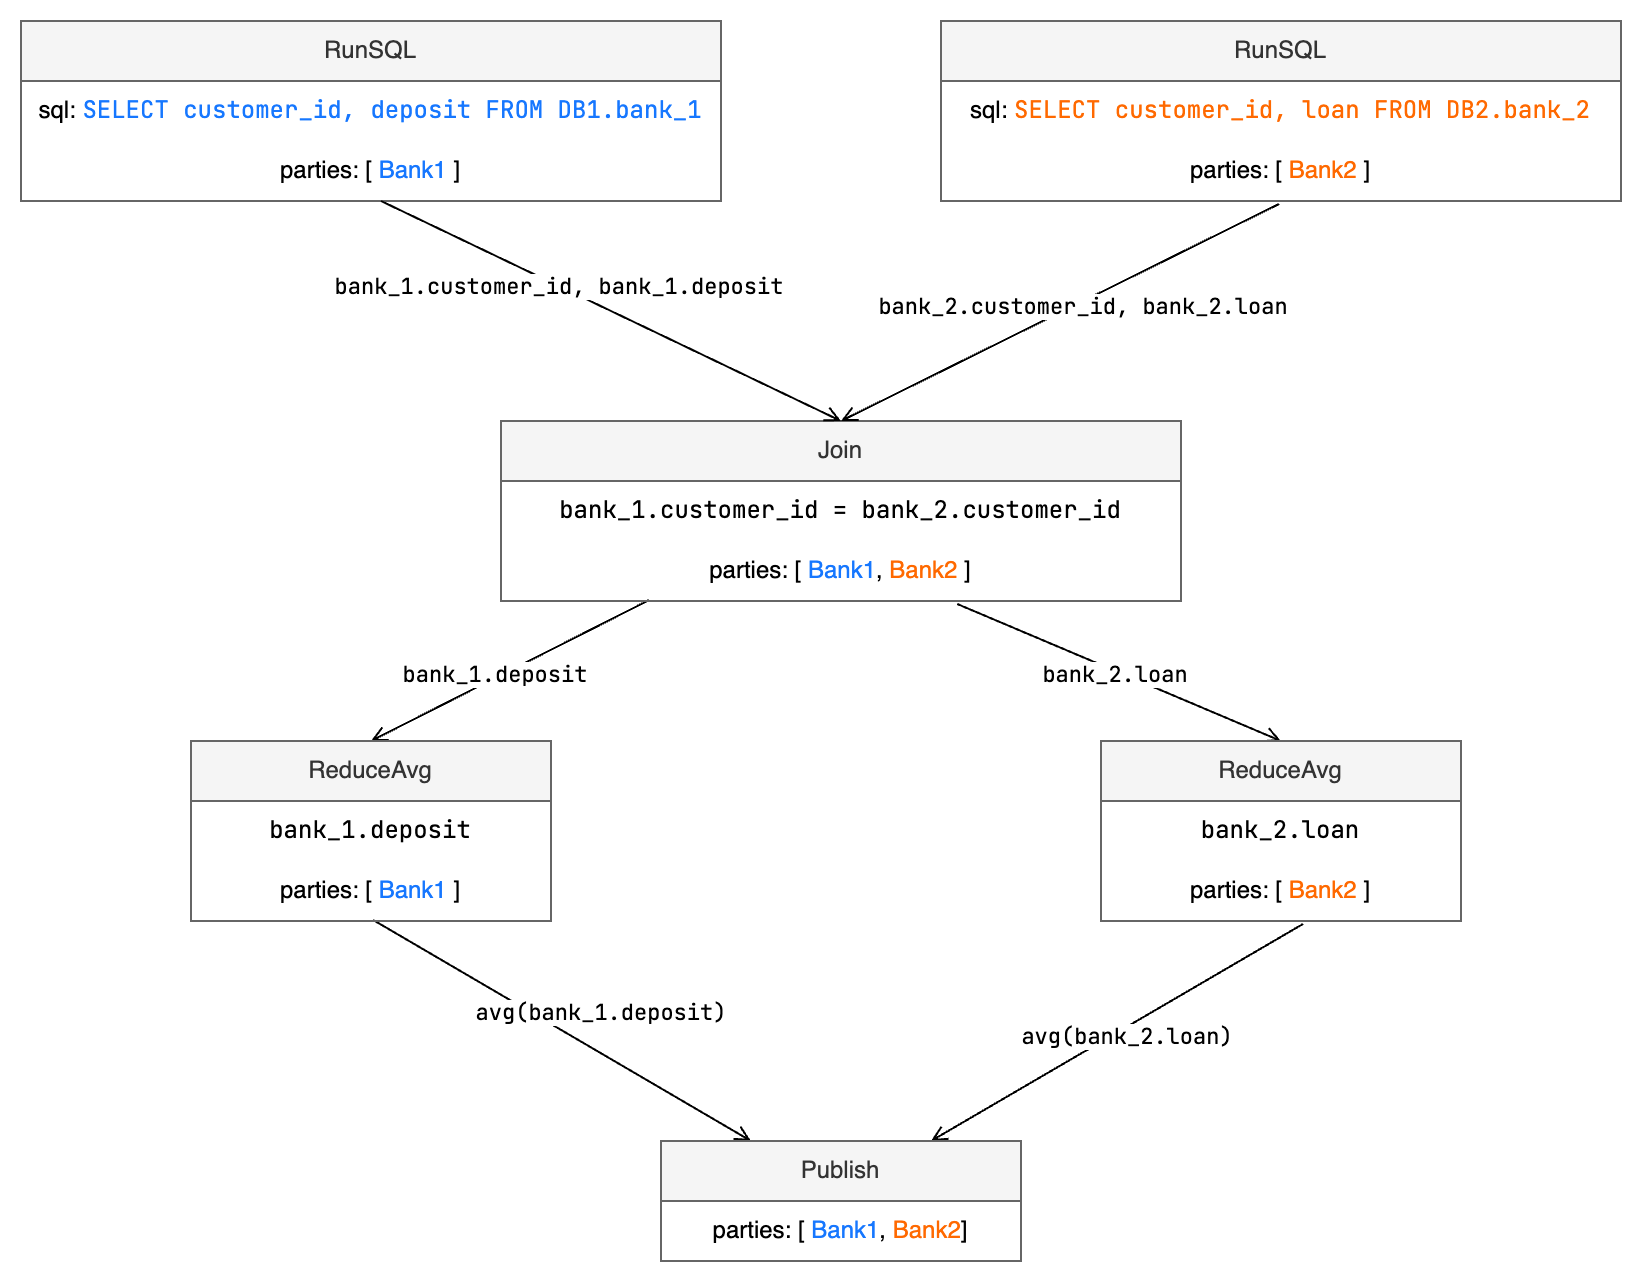 RunSQL
sql: SELECT customer_id, deposit FROM DB1.bank_1
parties: [ Bank1 ]
RunSQL
sql: SELECT customer_id, loan FROM DB2.bank_2
parties: [ Bank2 ]
bank_1.customer_id, bank_1.deposit
bank_2.customer_id, bank_2.loan
Join
bank_1.customer_id = bank_2.customer_id
parties: [ Bank1, Bank2 ]
bank_1.deposit
bank_2.loan
ReduceAvg
bank_1.deposit
parties: [ Bank1 ]
ReduceAvg
bank_2.loan
parties: [ Bank2 ]
avg(bank_1.deposit)
avg(bank_2.loan)
Publish
parties: [ Bank1, Bank2]